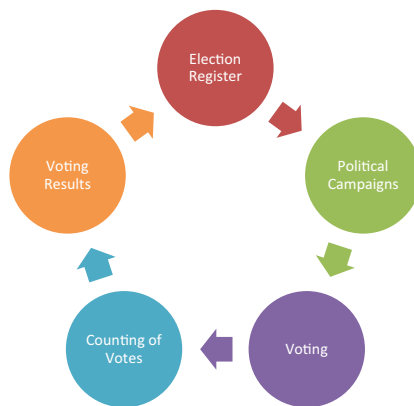 Election
Register
Political
Campaigns
Voting
Counting of
Votes
Voting
Results